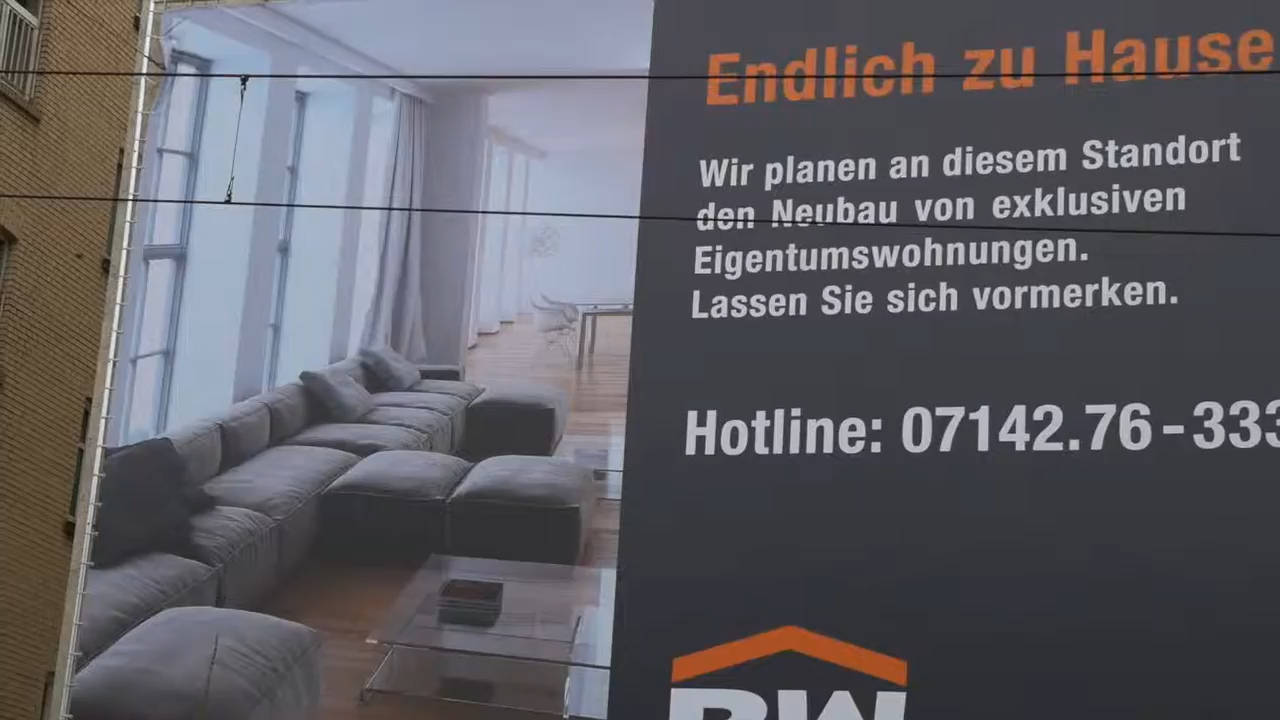 Endlich zu Hause
Wir planen an diesem Standort
den Neubau von exklusiven
Eigentumswohnungen.
Lassen Sie sich vormerken.
Hotline: 07142.76-333
BW